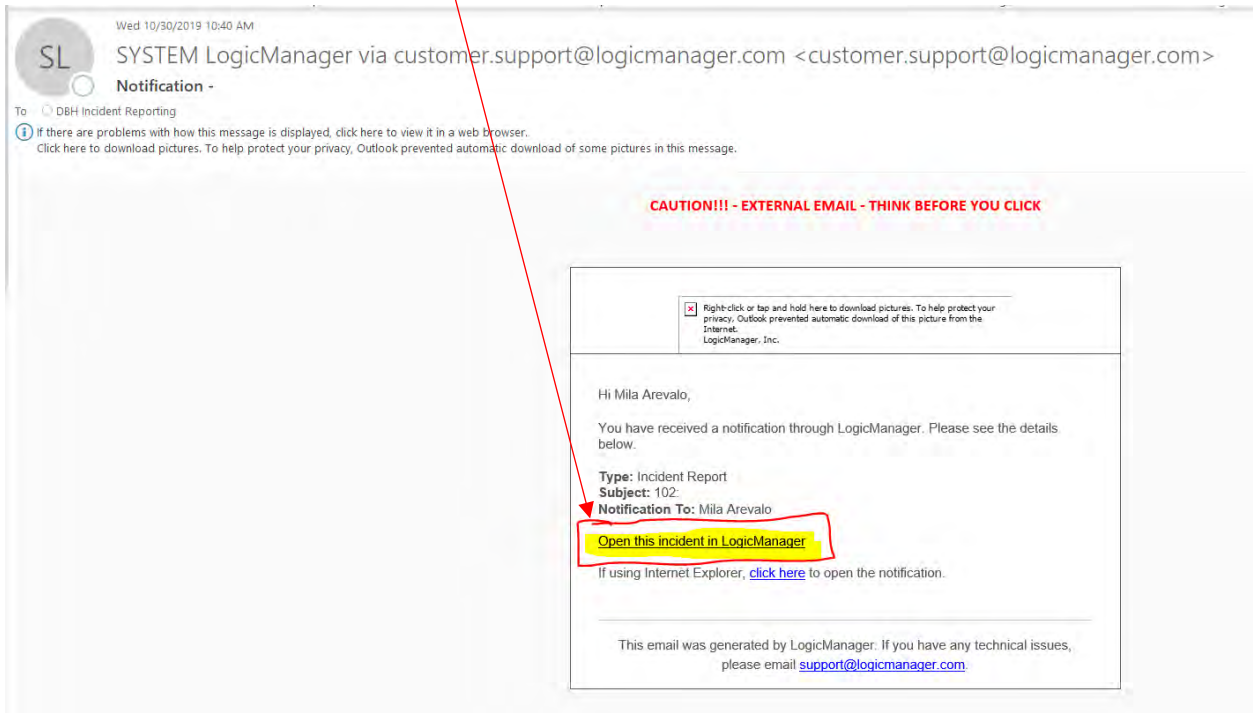 Wed 10/30/2019 10:40 AM
SL
SYSTEM LogicManager via customer.support@logicmanager.com <customer.support@logicmanager.com>
Notification -
To DBH Incident Reporting
If there are problems with how this message is displayed, click here to view it in a web browser.
Click here to download pictures. To help protect your privacy, Outlook prevented automatic download of some pictures in this message.
CAUTION!!! - EXTERNAL EMAIL - THINK BEFORE YOU CLICK
Right-click or tap and hold here to download pictures. To help protect your
privacy, Outlook prevented automatic download of this picture from the
Internet.
LogicManager, Inc.
Hi Mila Arevalo,
You have received a notification through LogicManager. Please see the details
below.
Type: Incident Report
Subject: 102:
Notification To: Mila Arevalo
Open this incident in LogicManager
If using Internet Explorer, click here to open the notification.
This email was generated by LogicManager. If you have any technical issues,
please email support@logicmanager.com.